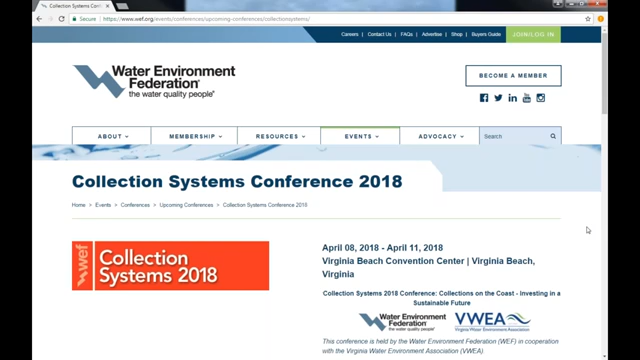 Collection Systems Conf
Secure
https://www.wef.org/events/conferences/upcoming-conferences/collectionsystems/
Careers | Contact Us | FAQs | Advertise | Shop | Buyers Guide
JOIN/LOG IN
Water Environment
Federation
the water quality people
BECOME A MEMBER
ABOUT
MEMBERSHIP
RESOURCES
EVENTS
ADVOCACY
Search
Collection Systems Conference 2018
Home > Events > Conferences > Upcoming Conferences > Collection Systems Conference 2018
wef
Collection
Systems 2018
April 08, 2018 - April 11, 2018
Virginia Beach Convention Center | Virginia Beach,
Virginia
Collection Systems 2018 Conference: Collections on the Coast - Investing in a
Sustainable Future
Water Environment
Federation
the water quality people
VWEA
Virginia Water Environment Association
This conference is held by the Water Environment Federation (WEF) in cooperation
with the Virginia Water Environment Association (VWEA)